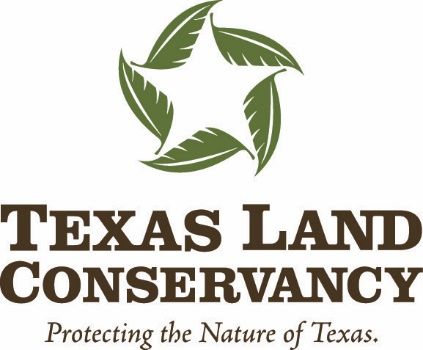 TEXAS LAND
CONSERVANCY
Protecting the Nature of Texas.